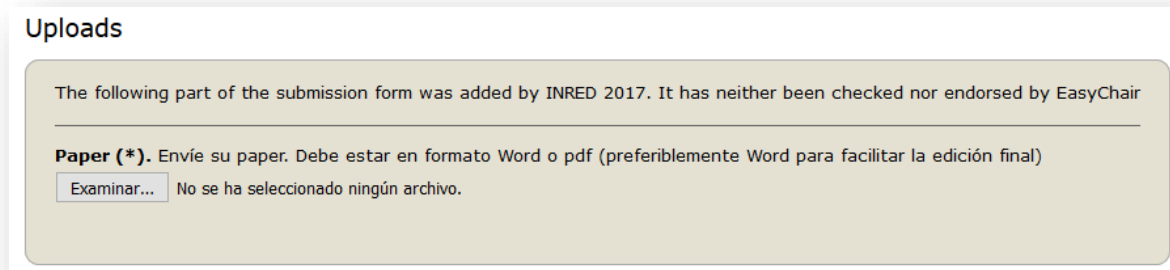 Uploads
The following part of the submission form was added by INRED 2017. It has neither been checked nor endorsed by EasyChair
Paper (*). Envíe su paper. Debe estar en formato Word o pdf (preferiblemente Word para facilitar la edición final)
Examinar... No se ha seleccionado ningún archivo.